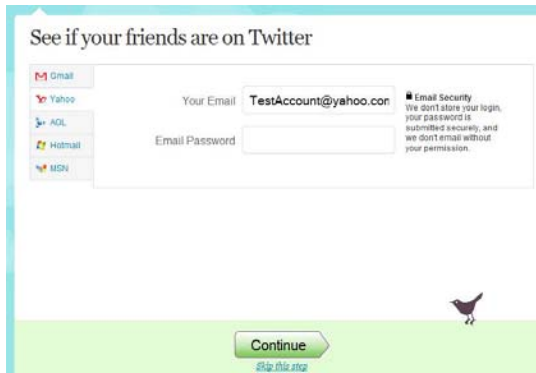 See if your friends are on Twitter
Gmail
Yahoo
AOL
Hotmail
MSN
Your Email
TestAccount@yahoo.con
Email Password
Email Security
We don't store your login,
your password is
submitted securely, and
we don't email without
your permission.
Continue
Skip this step